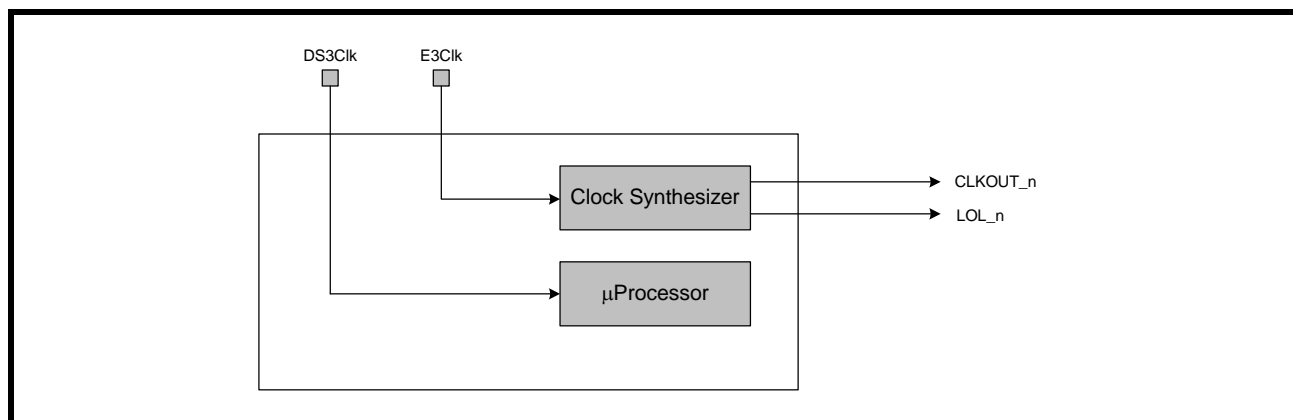 DS3Clk E3Clk
Clock Synthesizer
CLKOUT_n
LOL_n
μProcessor